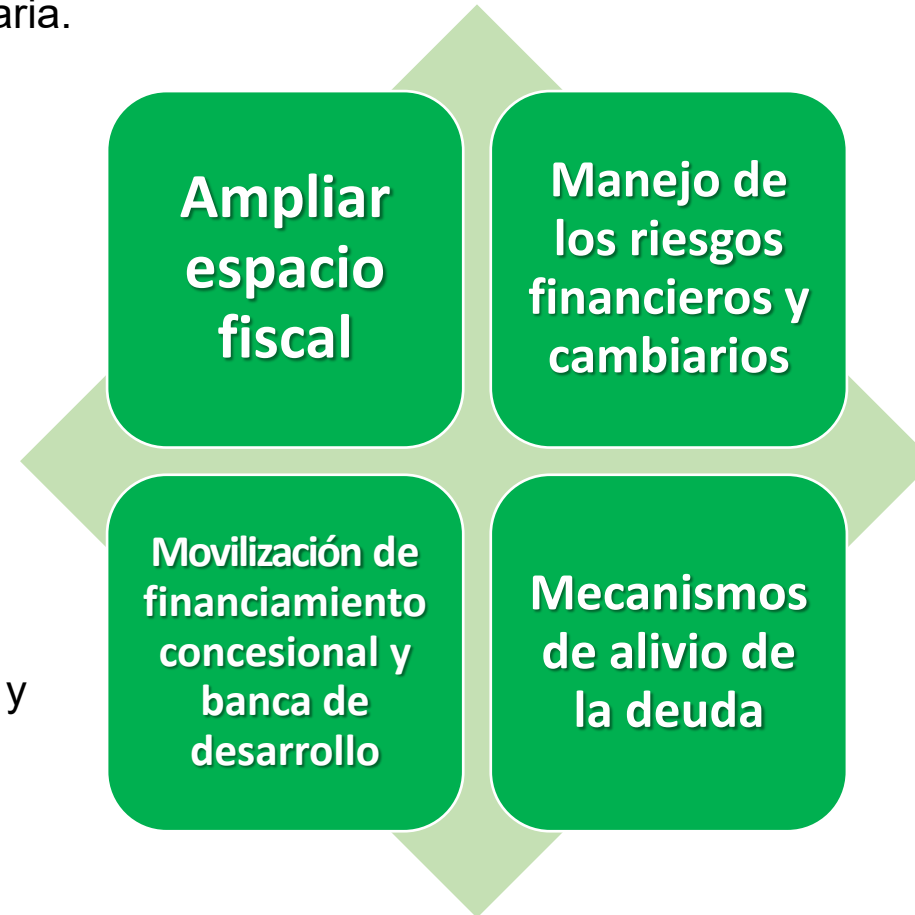 aria.
Ampliar
espacio
fiscal
Manejo de
los riesgos
financieros y
cambiarios
Movilización de
financiamiento
concesional y
banca de
desarrollo
Mecanismos
de alivio de
la deuda
y